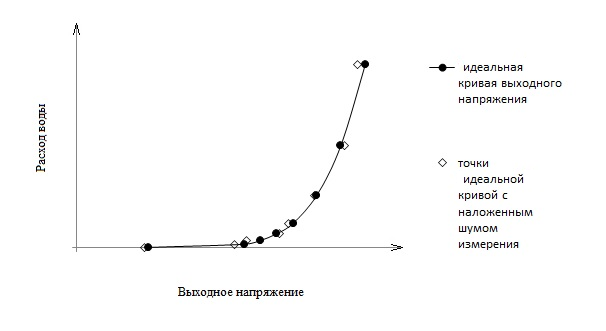 Расход воды
идеальная
кривая выходного
напряжения
точки
идеальной
кривой с
наложенным
шумом
измерения
Выходное напряжение